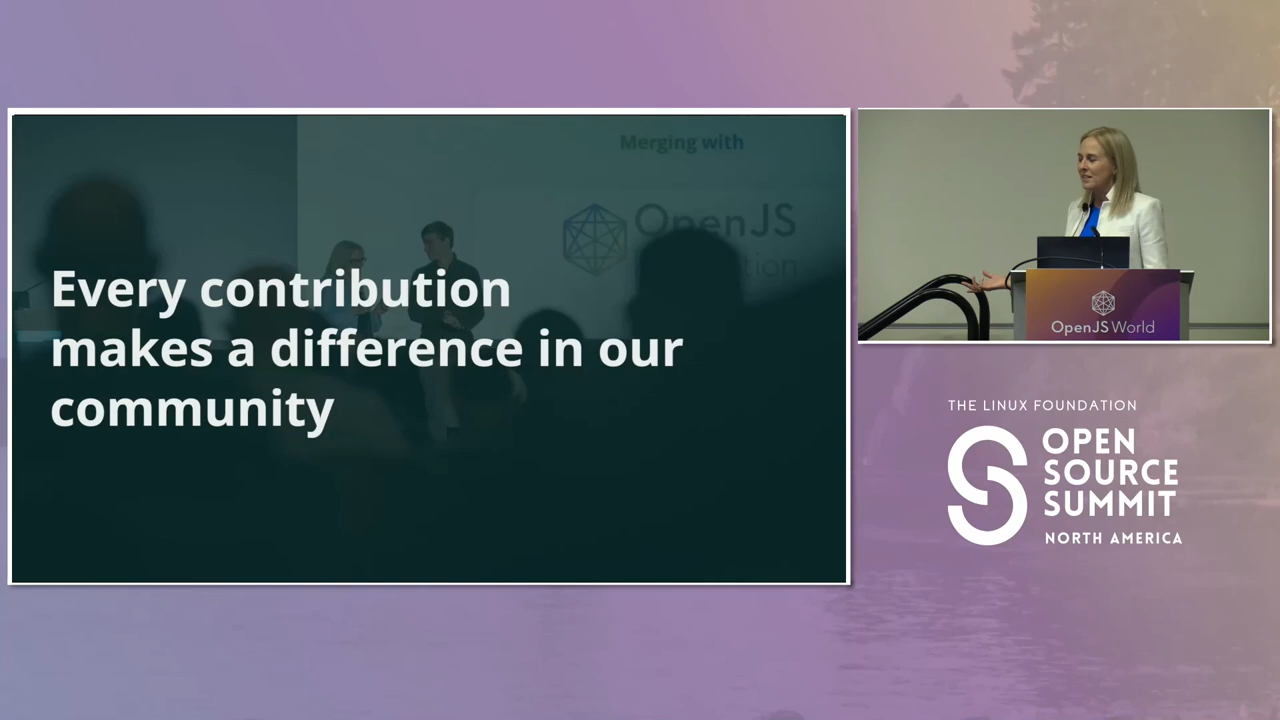 Merging with
OpenJS
Every contribution
makes a difference in our
community
OpenJS World
THE LINUX FOUNDATION
OPEN
SOURCE
SUMMIT
NORTH AMERICA